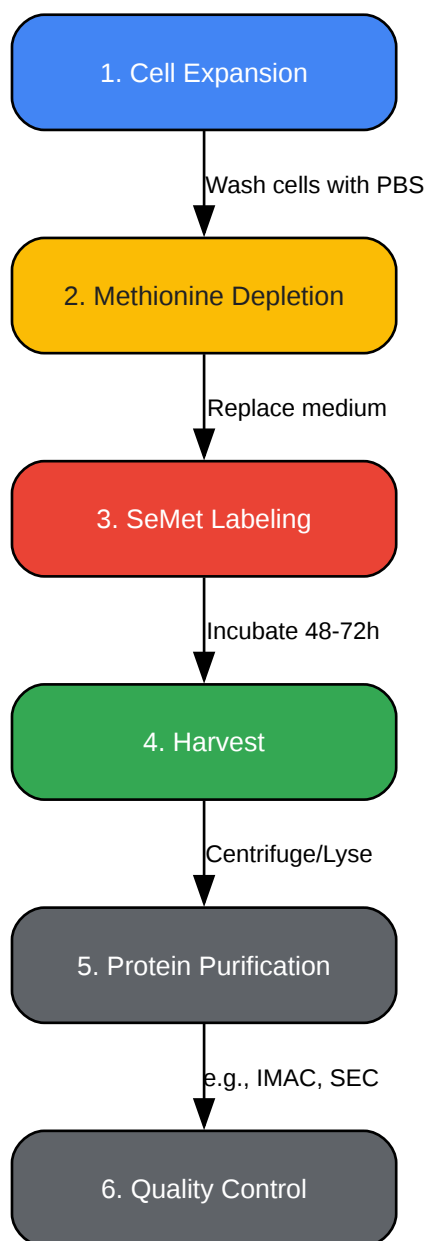 1. Cell Expansion
Wash cells with PBS
2. Methionine Depletion
Replace medium
3. SeMet Labeling
Incubate 48-72h
4. Harvest
Centrifuge/Lyse
5. Protein Purification
e.g., IMAC, SEC
6. Quality Control